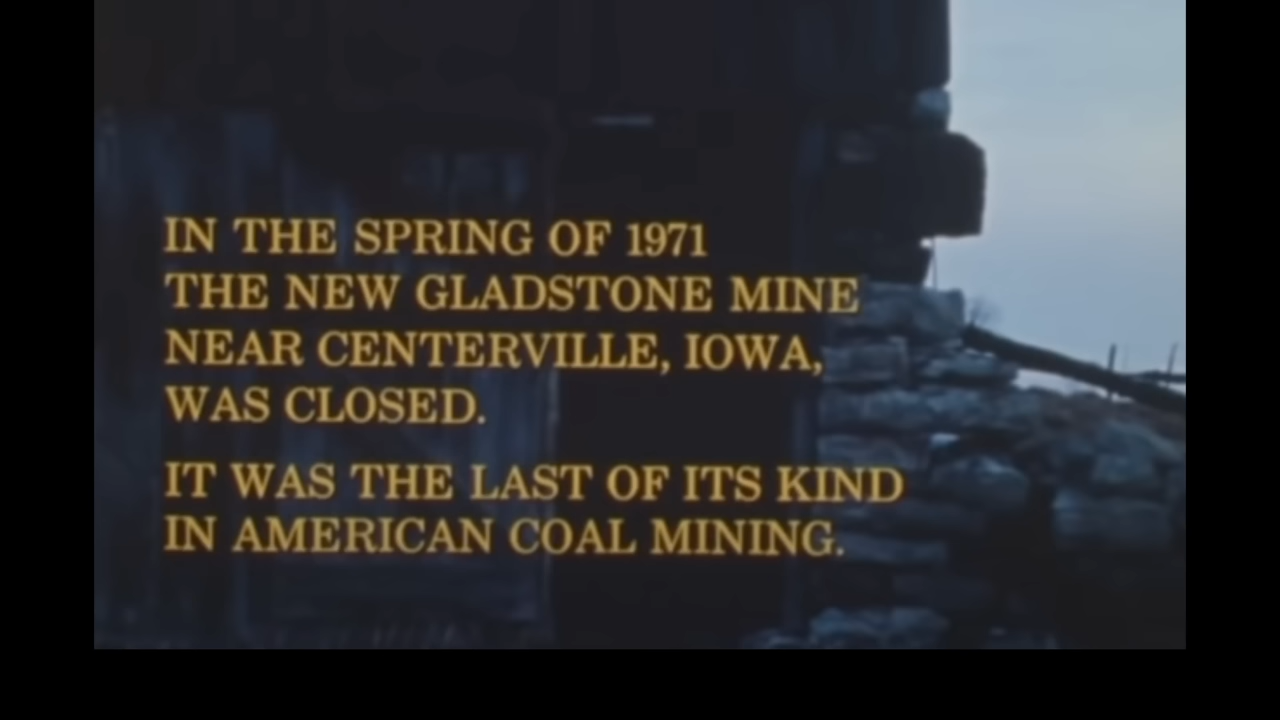 IN THE SPRING OF 1971
THE NEW GLADSTONE MINE
NEAR CENTERVILLE, IOWA,
WAS CLOSED.
IT WAS THE LAST OF ITS KIND
IN AMERICAN COAL MINING.